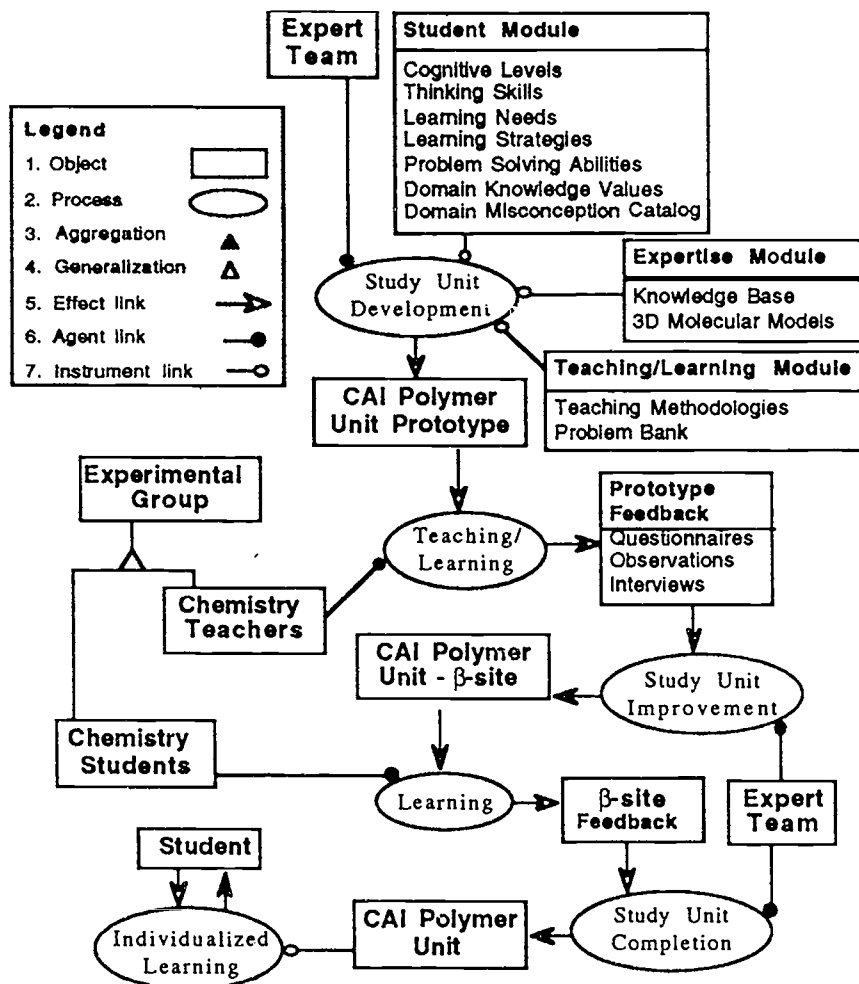 Expert
Team
Student Module
Cognitive Levels
Thinking Skills
Learning Needs
Learning Strategies
Problem Solving Abilities
Domain Knowledge Values
Domain Misconception Catalog
Legend
1. Object
2. Process
3. Aggregation
4. Generalization
5. Effect link
6. Agent link
7. Instrument link
Study Unit
Development
Expertise Module
Knowledge Base
3D Molecular Models
Teaching/Learning Module
Teaching Methodologies
Problem Bank
CAI Polymer
Unit Prototype
Experimental
Group
Teaching/
Learning
Prototype
Feedback
Questionnaires
Observations
Interviews
Chemistry
Teachers
CAI Polymer
Unit - β-site
Study Unit
Improvement
Chemistry
Students
Learning
β-site
Feedback
Expert
Team
Student
Individualized
Learning
CAI Polymer
Unit
Study Unit
Completion